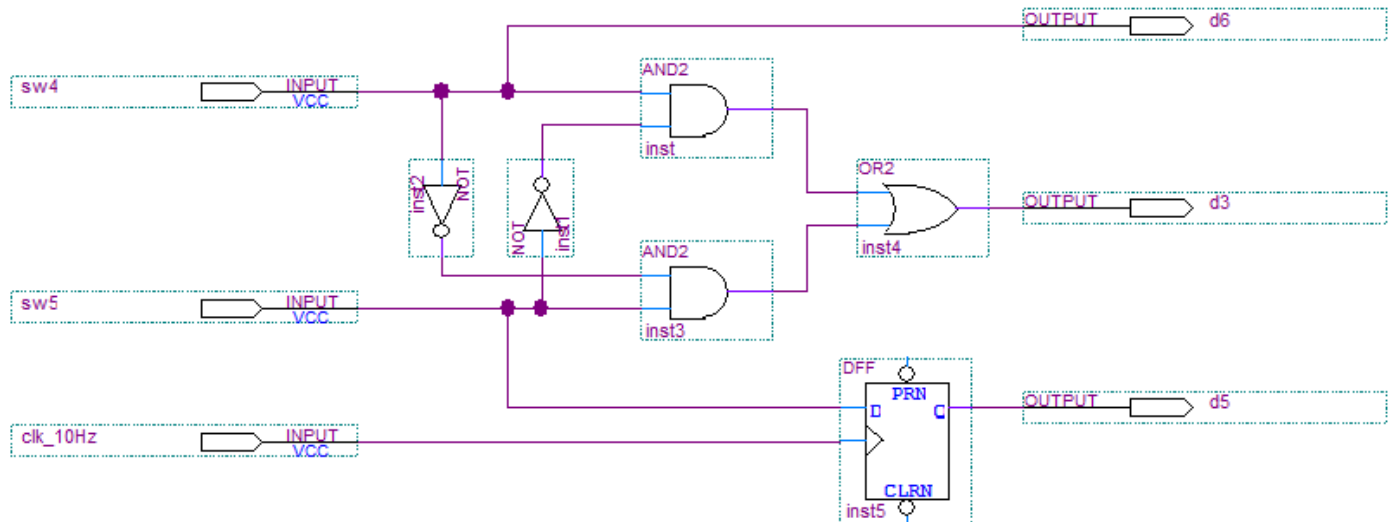 OUTPUT d6
AND2
sw4 INPUT
VCC
inst
inst2 NOT
NOT inst1
OR2
OUTPUT d3
inst4
AND2
sw5 INPUT
VCC
inst3
DFF
PRN
D Q
OUTPUT d5
clk_10Hz INPUT
VCC
CLRN
inst5